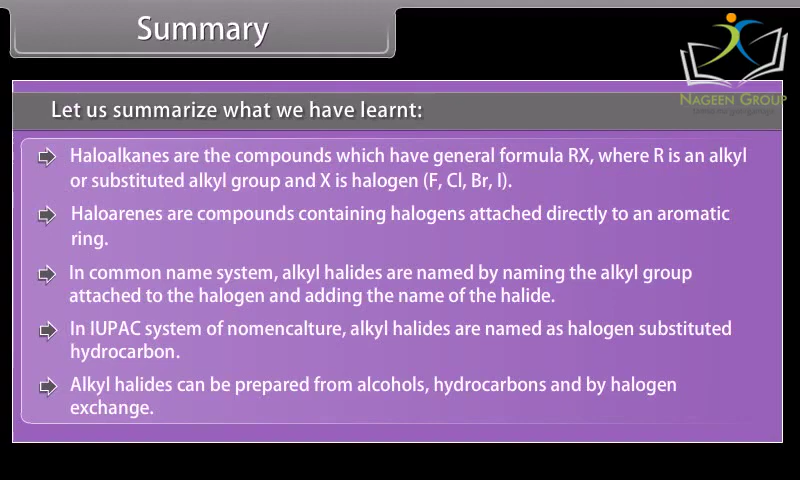 Summary
NAGEEN GROUP
Let us summarize what we have learnt:
Haloalkanes are the compounds which have general formula RX, where R is an alkyl
or substituted alkyl group and X is halogen (F, Cl, Br, I).
Haloarenes are compounds containing halogens attached directly to an aromatic
ring.
In common name system, alkyl halides are named by naming the alkyl group
attached to the halogen and adding the name of the halide.
In IUPAC system of nomencalture, alkyl halides are named as halogen substituted
hydrocarbon.
Alkyl halides can be prepared from alcohols, hydrocarbons and by halogen
exchange.